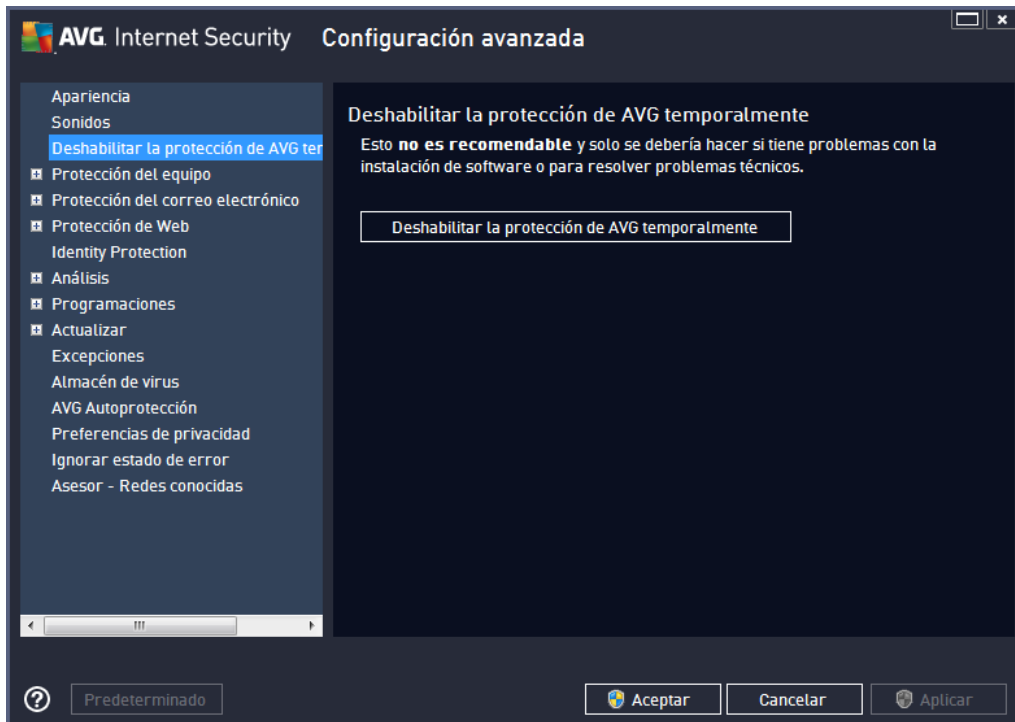 AVG. Internet Security Configuración avanzada
Apariencia
Sonidos
Deshabilitar la protección de AVG ter
Protección del equipo
Protección del correo electrónico
Protección de Web
Identity Protection
Análisis
Programaciones
Actualizar
Excepciones
Almacén de virus
AVG Autoprotección
Preferencias de privacidad
Ignorar estado de error
Asesor - Redes conocidas
Deshabilitar la protección de AVG temporalmente
Esto no es recomendable y solo se debería hacer si tiene problemas con la
instalación de software o para resolver problemas técnicos.
Deshabilitar la protección de AVG temporalmente
Predeterminado
Aceptar
Cancelar
Aplicar